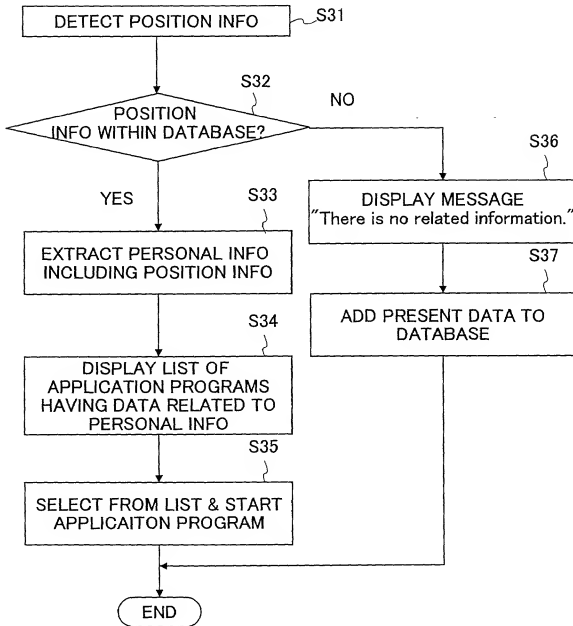 DETECT POSITION INFO
S31
S32
POSITION
INFO WITHIN DATABASE?
NO
YES
S33
EXTRACT PERSONAL INFO
INCLUDING POSITION INFO
S34
DISPLAY LIST OF
APPLICATION PROGRAMS
HAVING DATA RELATED TO
PERSONAL INFO
S35
SELECT FROM LIST & START
APPLICAITON PROGRAM
S36
DISPLAY MESSAGE
"There is no related information."
S37
ADD PRESENT DATA TO
DATABASE
END